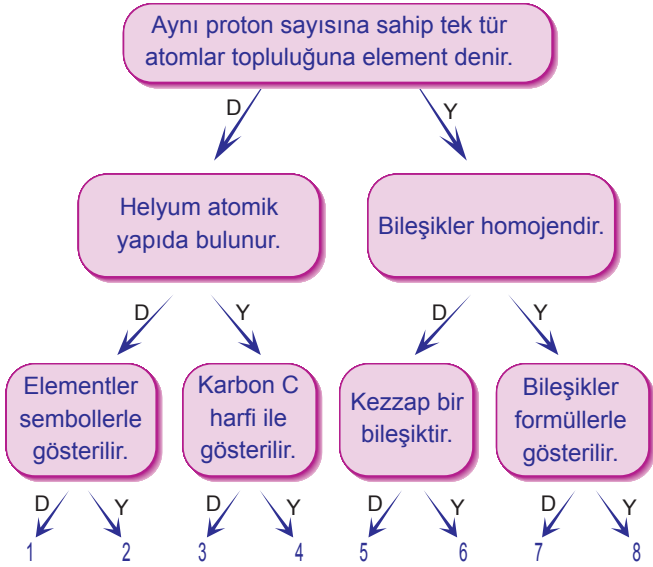 Aynı proton sayısına sahip tek tür
atomlar topluluğuna element denir.
D
Y
Helyum atomik
yapıda bulunur.
Bileşikler homojendir.
D
Y
D
Y
Elementler
sembollerle
gösterilir.
Karbon C
harfi ile
gösterilir.
Kezzap bir
bileşiktir.
Bileşikler
formüllerle
gösterilir.
D
Y
D
Y
D
Y
D
Y
1
2
3
4
5
6
7
8